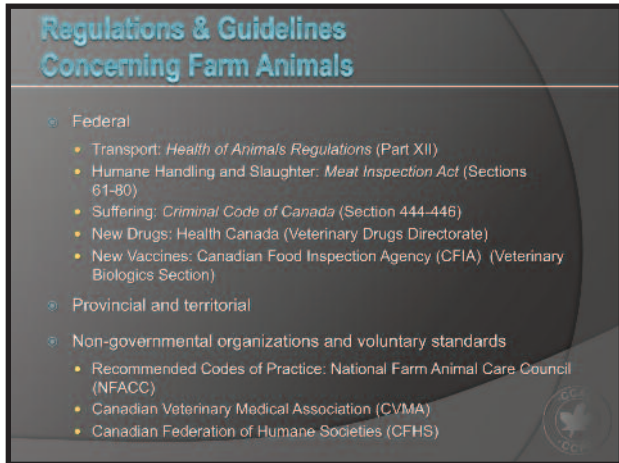 Regulations & Guidelines
Concerning Farm Animals
Federal
Transport: Health of Animals Regulations (Part XII)
Humane Handling and Slaughter: Meat Inspection Act (Sections
61-80)
Suffering: Criminal Code of Canada (Section 444-446)
New Drugs: Health Canada (Veterinary Drugs Directorate)
New Vaccines: Canadian Food Inspection Agency (CFIA) (Veterinary
Biologics Section)
Provincial and territorial
Non-governmental organizations and voluntary standards
Recommended Codes of Practice: National Farm Animal Care Council
(NFACC)
Canadian Veterinary Medical Association (CVMA)
Canadian Federation of Humane Societies (CFHS)